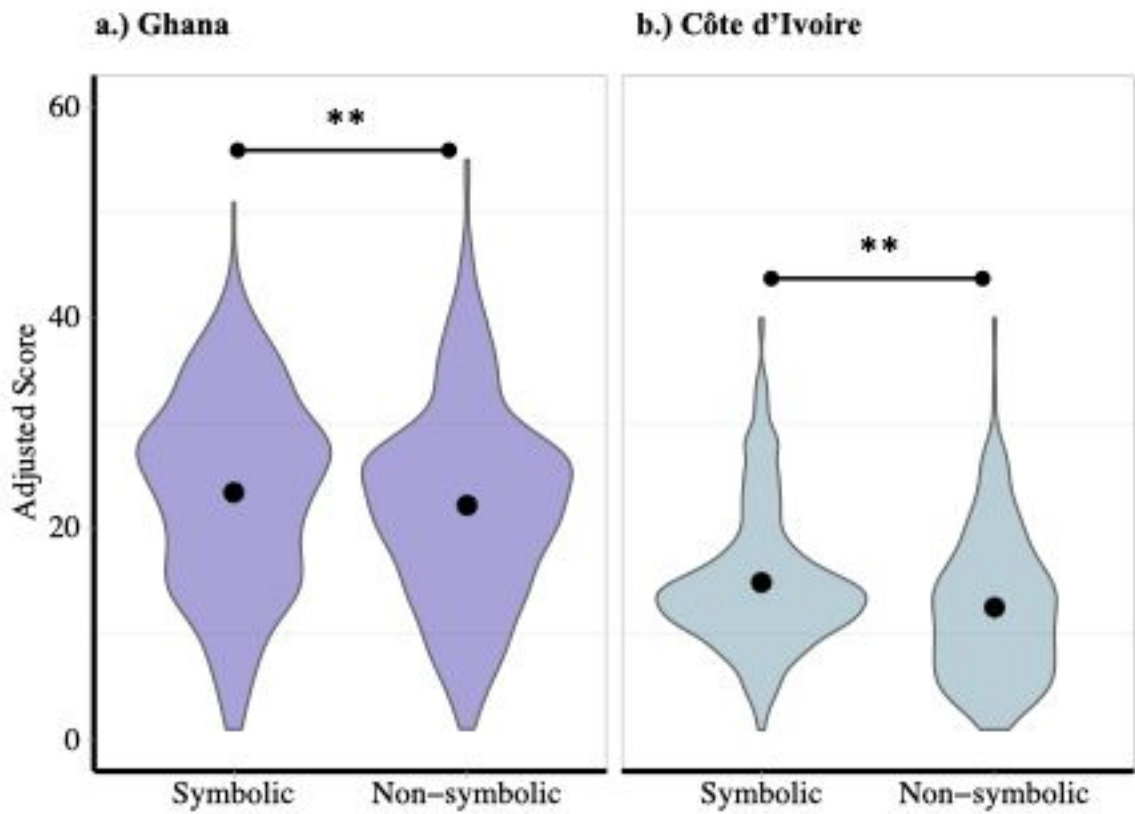 a.) Ghana
b.) Côte d’Ivoire
Adjusted Score
60
40
20
0
**
**
Symbolic
Non−symbolic
Symbolic
Non−symbolic